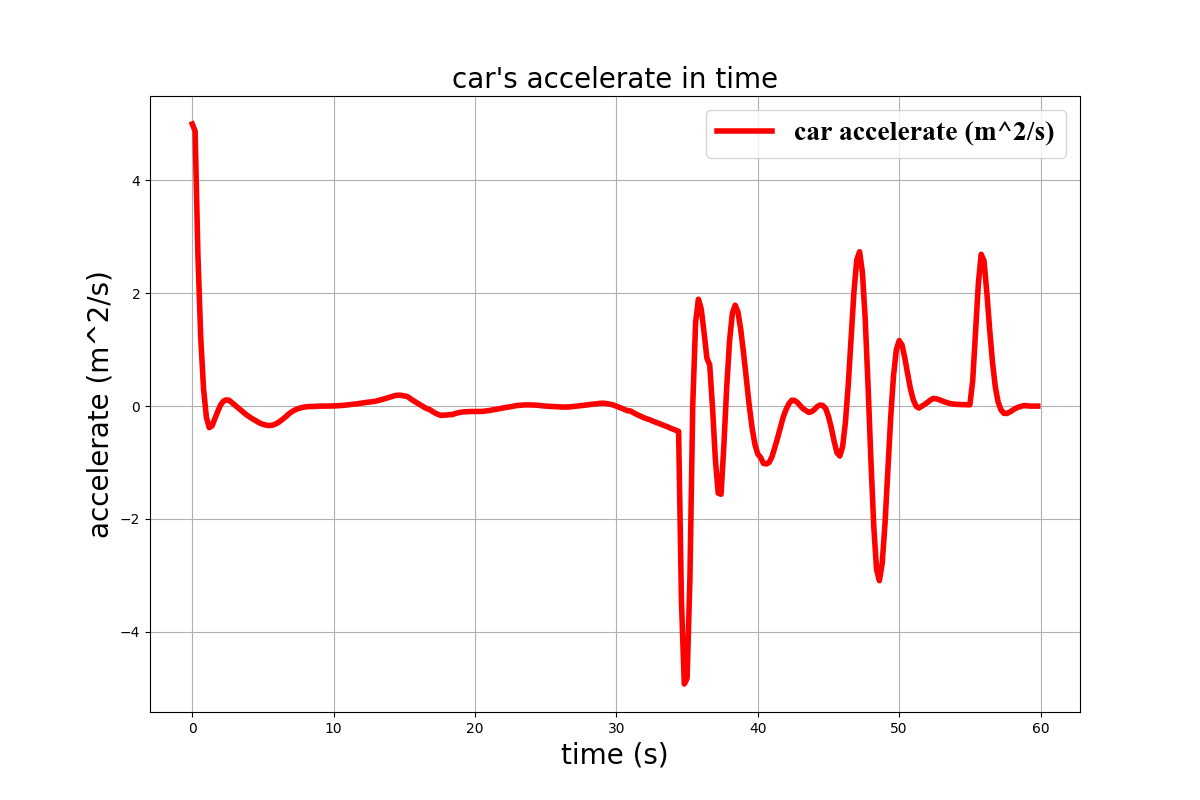 car's accelerate in time
car accelerate (m^2/s)
accelerate (m^2/s)
4
2
0
−2
−4
0 10 20 30 40 50 60
time (s)